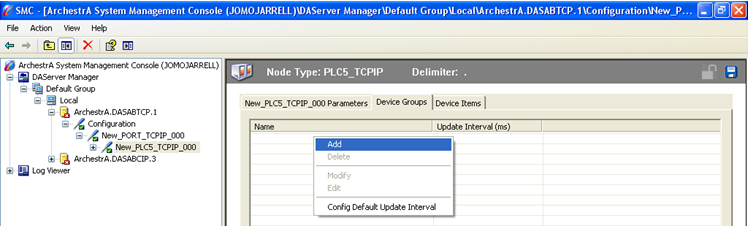 SMC - [ArchestrA System Management Console (JOMOJARRELL)\DAServer Manager\Default Group\Local\ArchestrA.DASABTCP.1\Configuration\New_P...
File Action View Help
ArchestrA System Management Console (JOMOJARRELL)
DAServer Manager
Default Group
Local
ArchestrA.DASABTCP.1
Configuration
New_PORT_TCPIP_000
New_PLC5_TCPIP_000
ArchestrA.DASABCIP.3
Log Viewer
Node Type: PLC5_TCPIP Delimiter: .
New_PLC5_TCPIP_000 Parameters Device Groups Device Items
Name Update Interval (ms)
Add
Delete
Modify
Edit
Config Default Update Interval